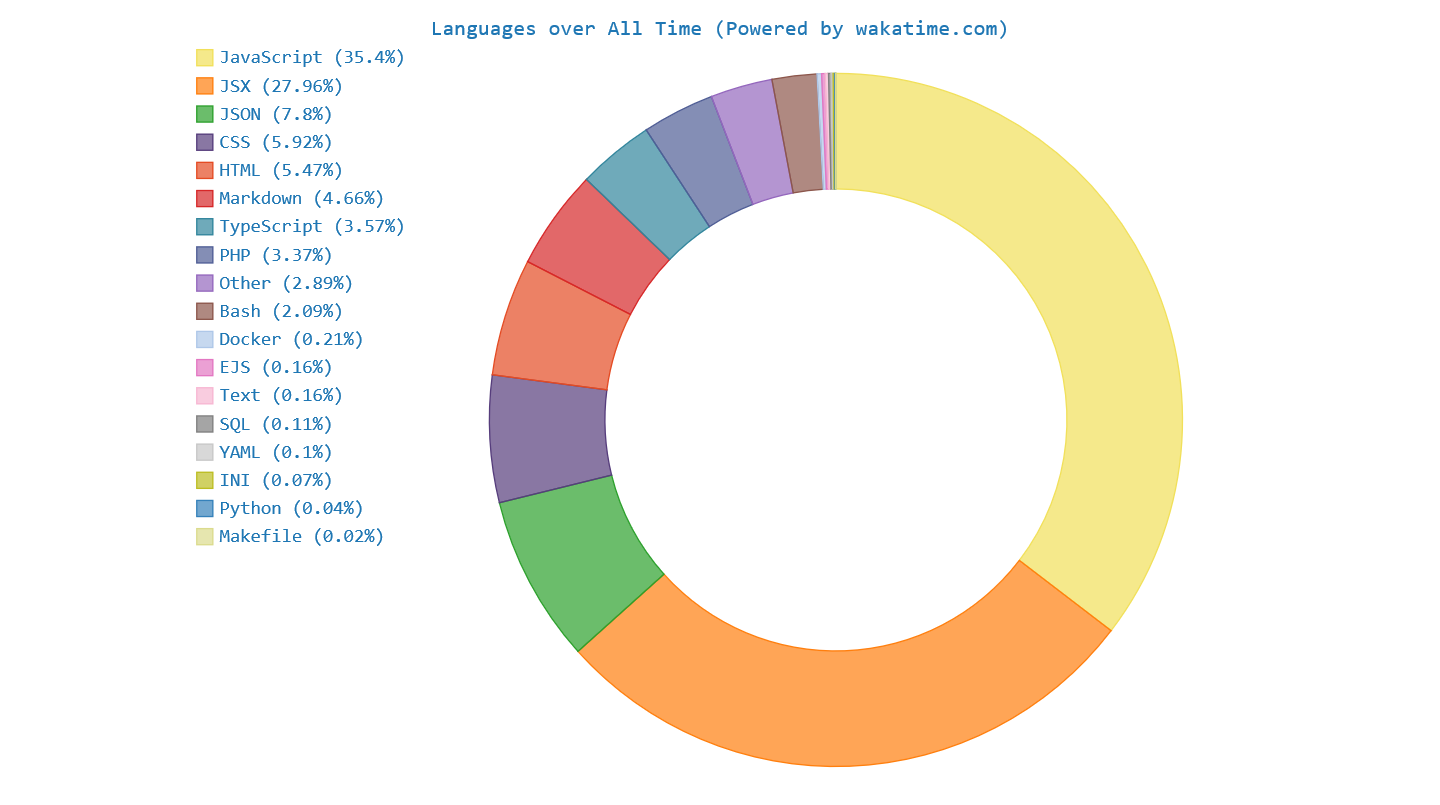 Languages over All Time (Powered by wakatime.com)
JavaScript (35.4%)
JSX (27.96%)
JSON (7.8%)
CSS (5.92%)
HTML (5.47%)
Markdown (4.66%)
TypeScript (3.57%)
PHP (3.37%)
Other (2.89%)
Bash (2.09%)
Docker (0.21%)
EJS (0.16%)
Text (0.16%)
SQL (0.11%)
YAML (0.1%)
INI (0.07%)
Python (0.04%)
Makefile (0.02%)